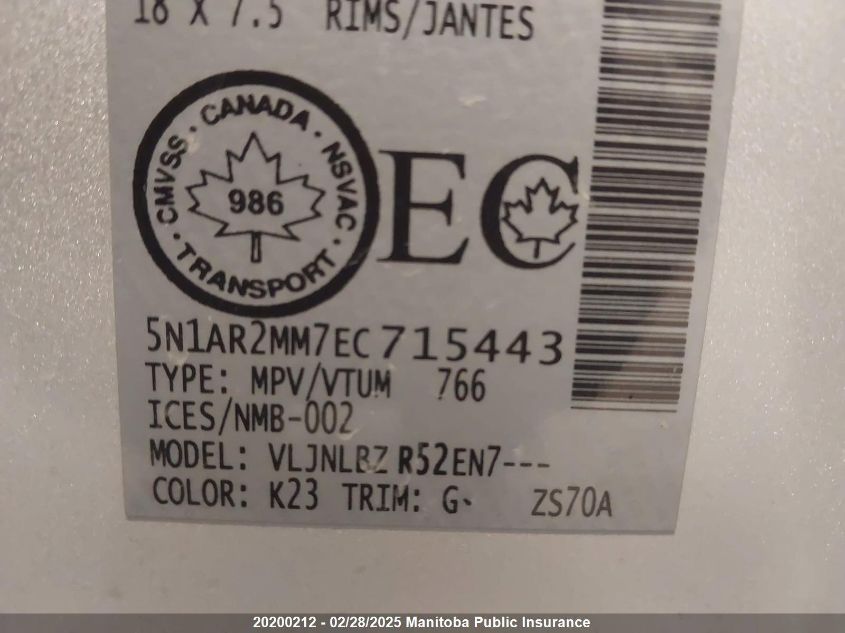 18 X 7.5 RIMS/JANTES
CMVSS · CANADA · NSVAC · TRANSPORT ·
986
EC
5N1AR2MM7EC715443
TYPE: MPV/VTUM 766
ICES/NMB-002
MODEL: VLJNLBZ R52EN7---
COLOR: K23 TRIM: G ZS70A
20200212 - 02/28/2025 Manitoba Public Insurance